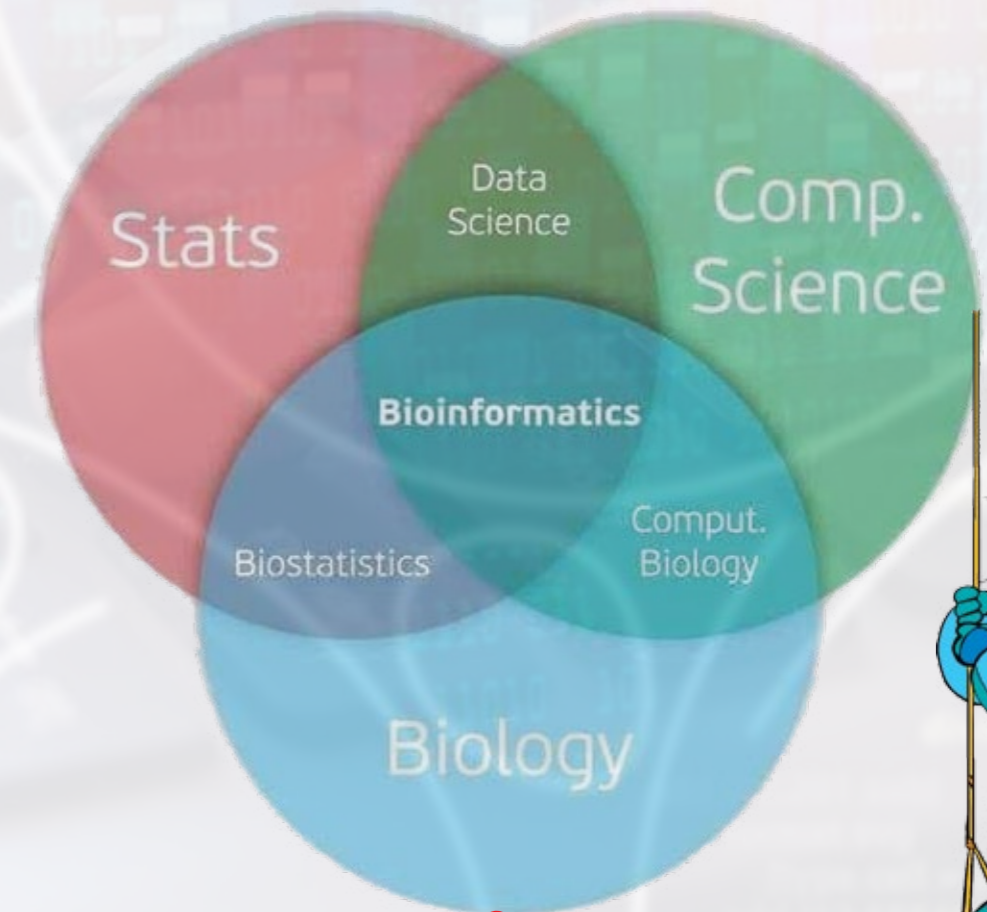 Data
Science
Stats
Comp.
Science
Bioinformatics
Biostatistics
Comput.
Biology
Biology